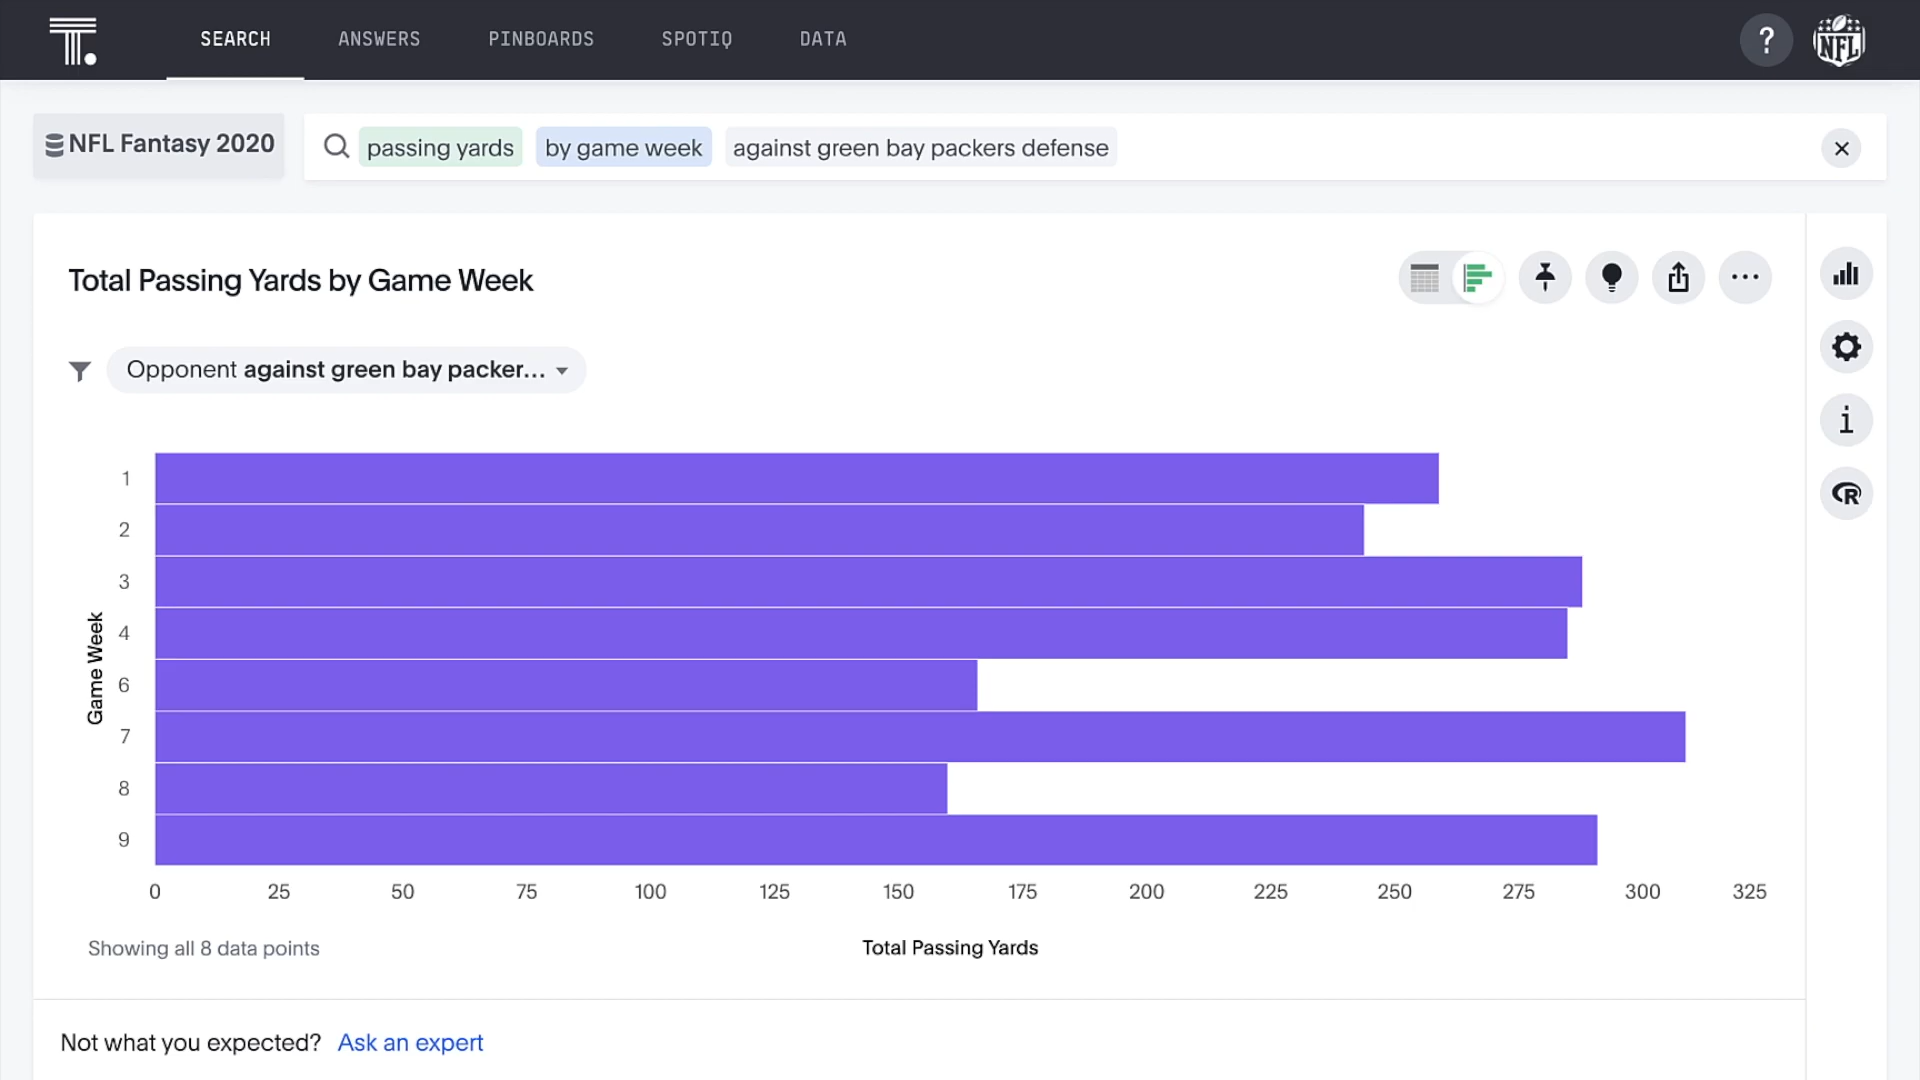 T.
SEARCH ANSWERS PINBOARDS SPOTIQ DATA
? NFL
NFL Fantasy 2020
passing yards by game week against green bay packers defense
Total Passing Yards by Game Week
Opponent against green bay packer...
i
R
Game Week
1
2
3
4
6
7
8
9
0 25 50 75 100 125 150 175 200 225 250 275 300 325
Showing all 8 data points
Total Passing Yards
Not what you expected? Ask an expert